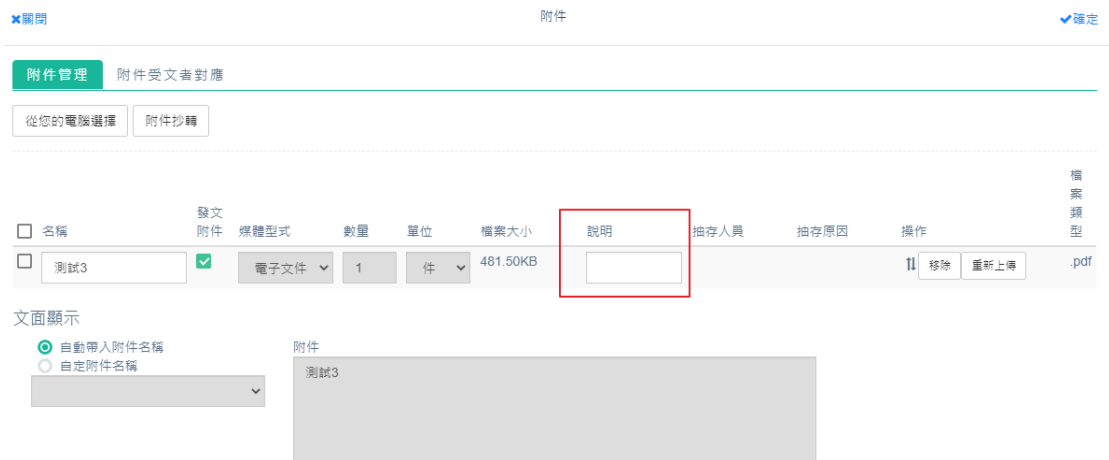 ✖關閉 附件 ✔確定
附件管理 附件受文者對應
從您的電腦選擇 附件抄轉
名稱 發文附件 媒體型式 數量 單位 檔案大小 說明 抽存人員 抽存原因 操作 檔案類型
測試3 電子文件 1 件 481.50KB 移除 重新上傳 .pdf
文面顯示
自動帶入附件名稱 附件
自定附件名稱
測試3